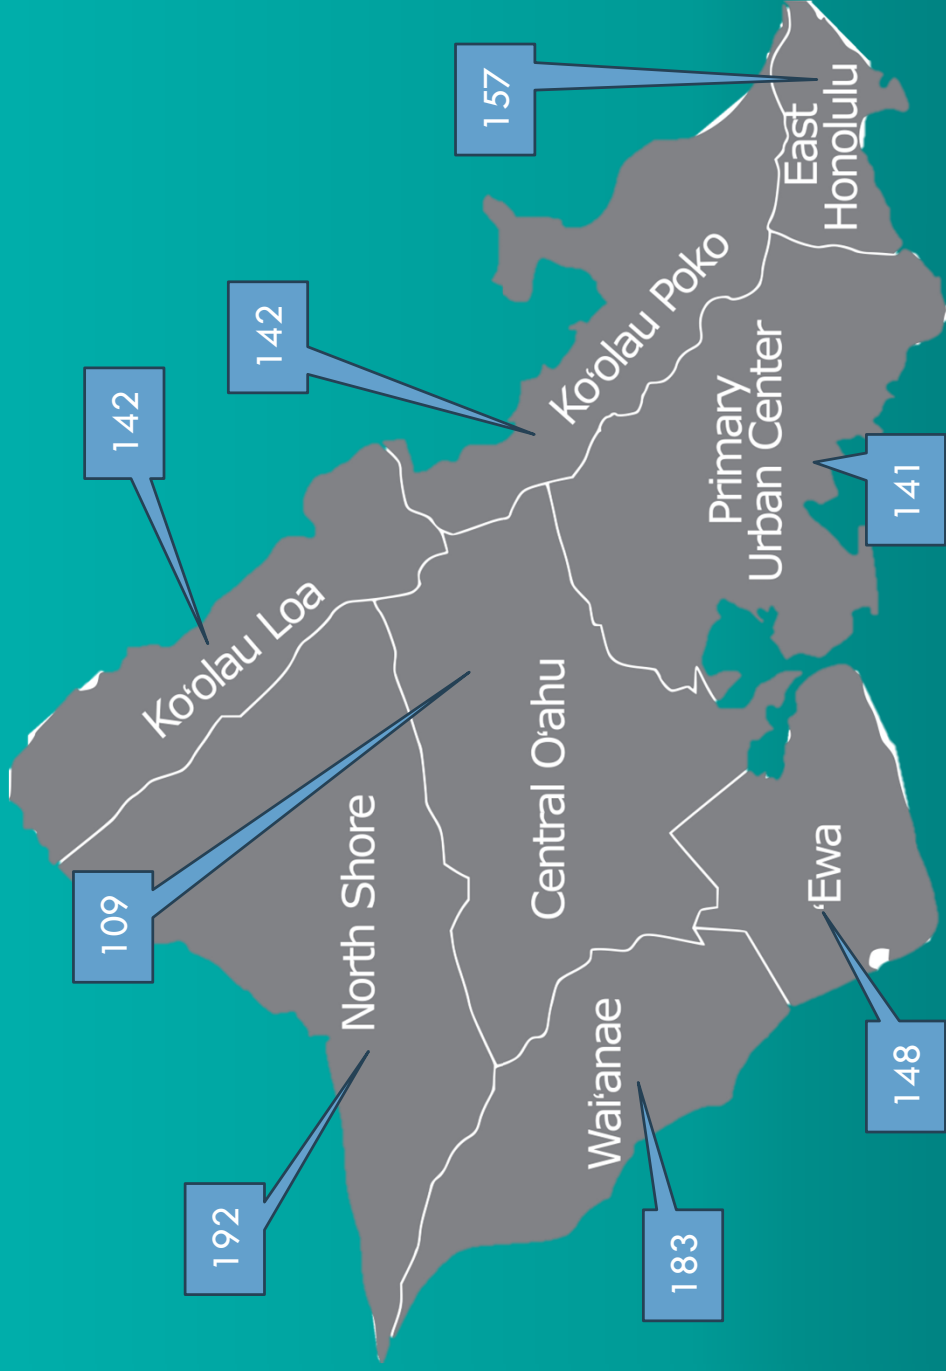 192
109
142
142
157
North Shore
Ko‘olau Loa
Ko‘olau Poko
Wai‘anae
Central O‘ahu
Primary
Urban Center
East
Honolulu
‘Ewa
183
148
141